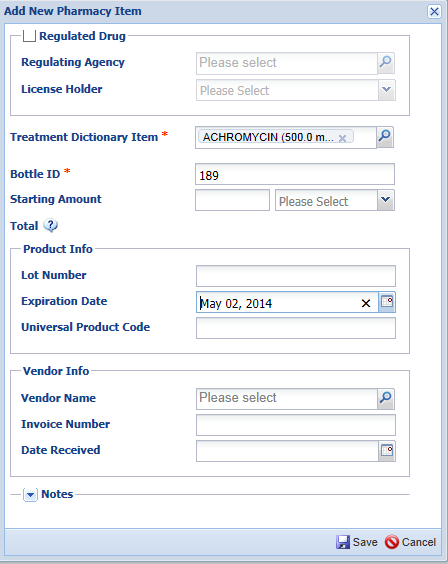 Add New Pharmacy Item
Regulated Drug
Regulating Agency Please select
License Holder Please Select
Treatment Dictionary Item * ACHROMYCIN (500.0 m...
Bottle ID * 189
Starting Amount Please Select
Total ?
Product Info
Lot Number
Expiration Date May 02, 2014
Universal Product Code
Vendor Info
Vendor Name Please select
Invoice Number
Date Received
Notes
Save Cancel